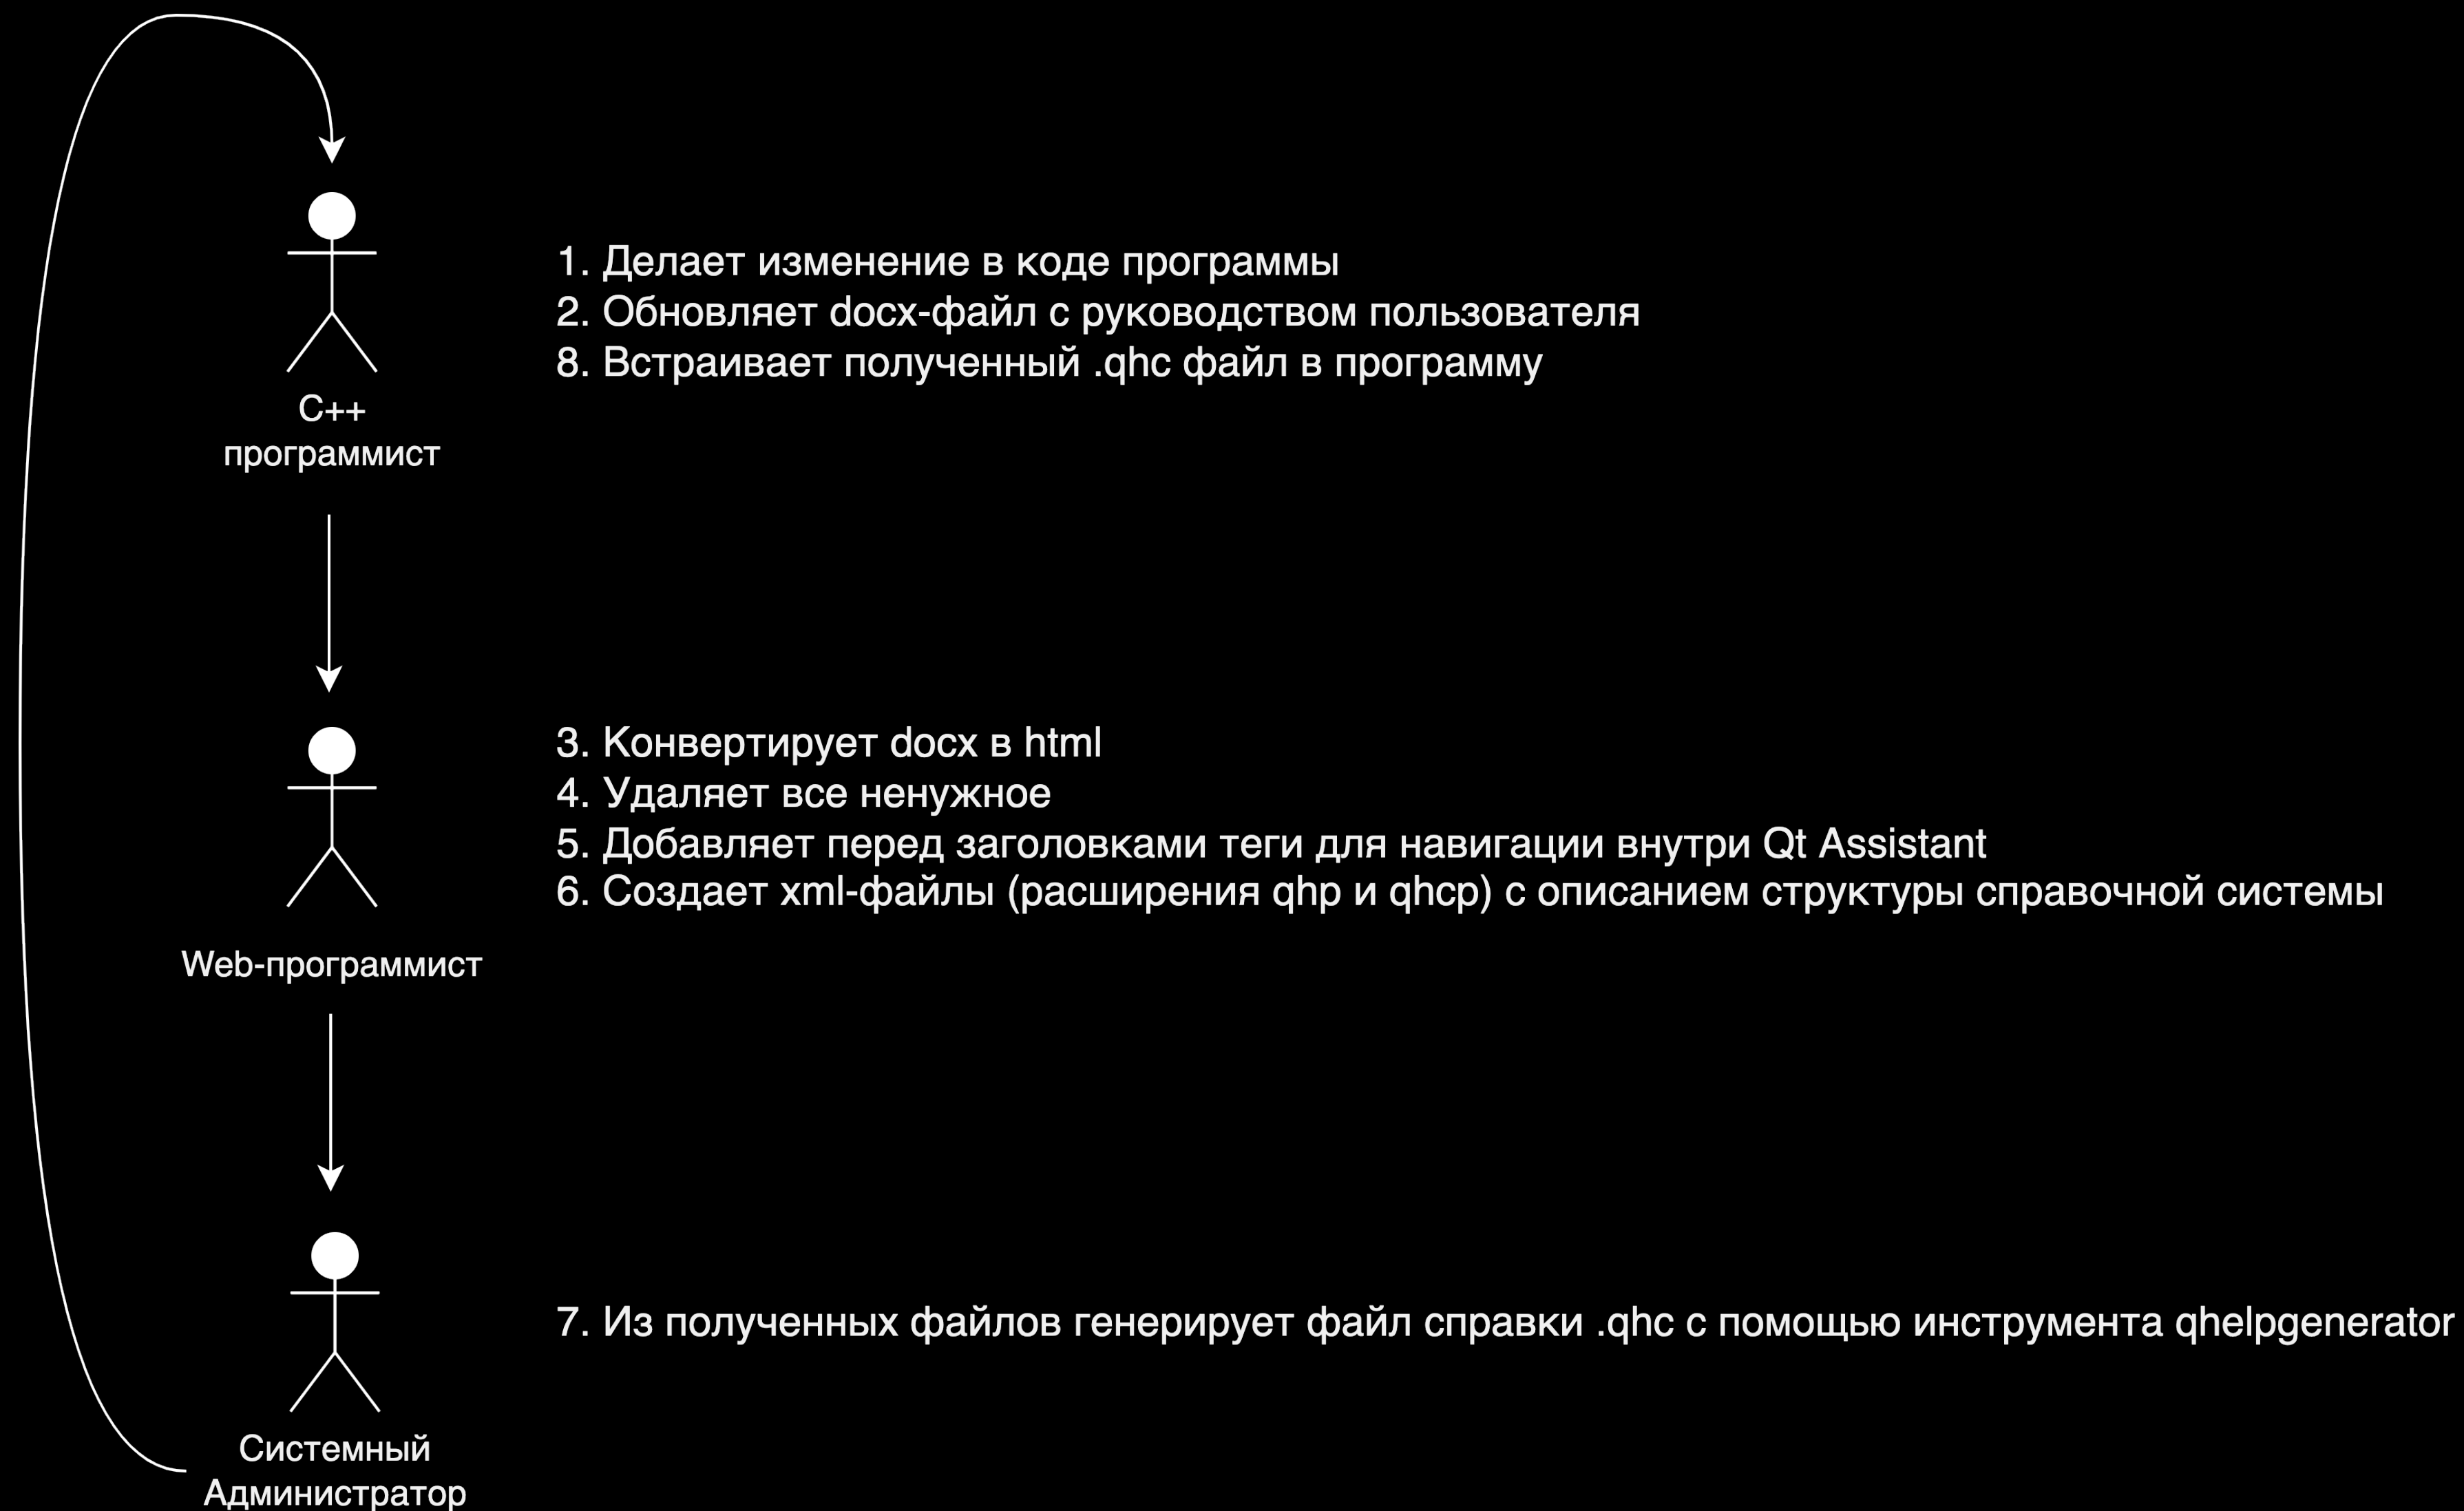 1. Делает изменение в коде программы
2. Обновляет docx-файл с руководством пользователя
8. Встраивает полученный .qhc файл в программу
C++
программист
3. Конвертирует docx в html
4. Удаляет все ненужное
5. Добавляет перед заголовками теги для навигации внутри Qt Assistant
6. Создает xml-файлы (расширения qhp и qhcp) с описанием структуры справочной системы
Web-программист
7. Из полученных файлов генерирует файл справки .qhc с помощью инструмента qhelpgenerator
Системный
Администратор